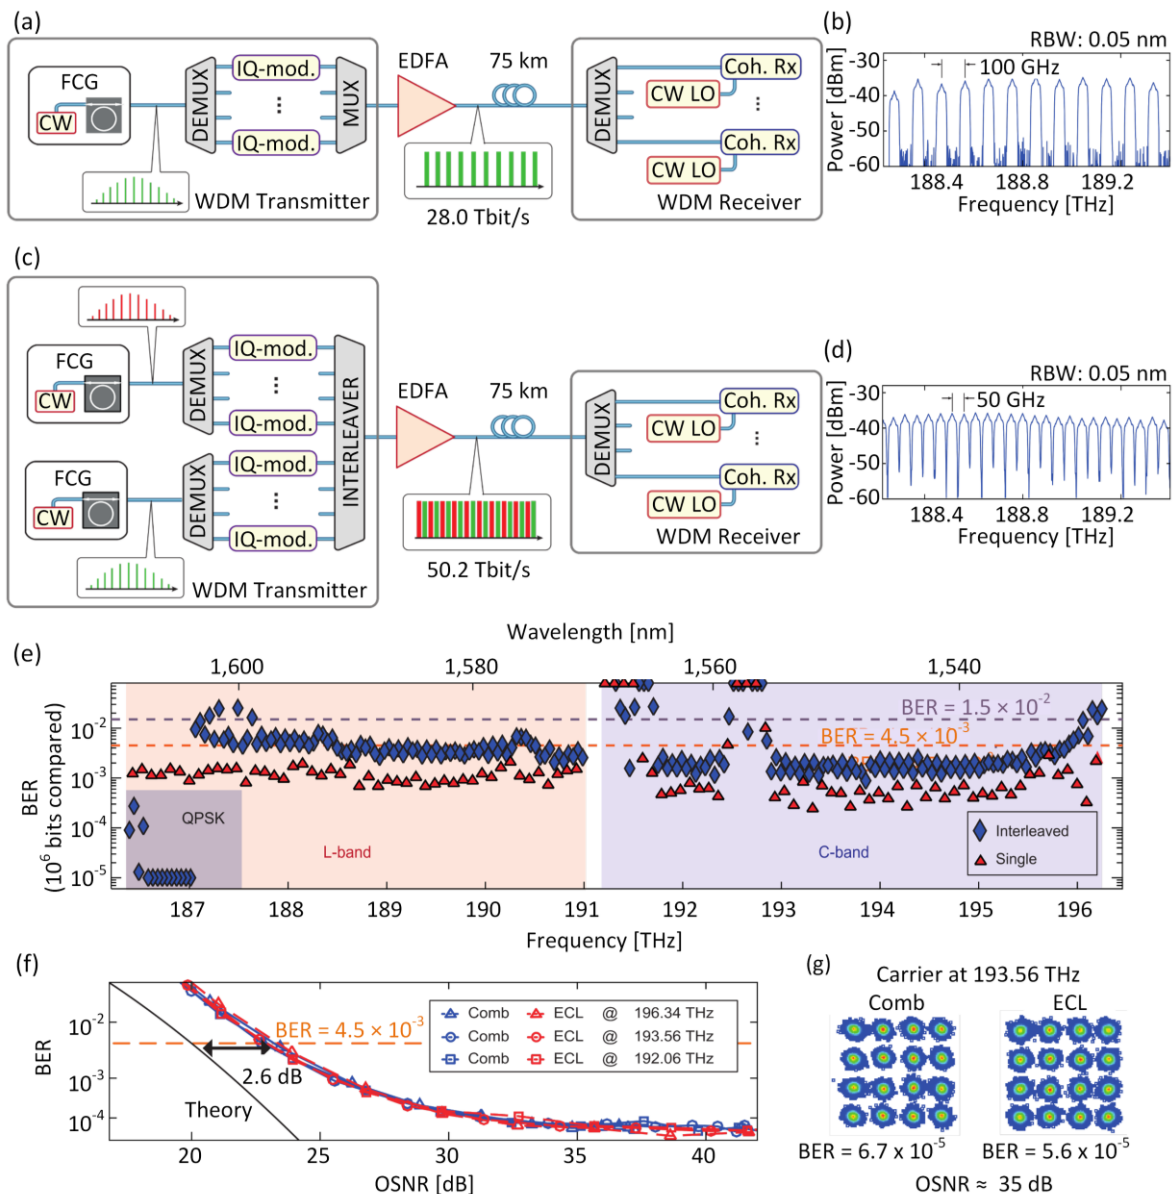 (a)
FCG
CW
DEMUX
IQ-mod.
...
IQ-mod.
MUX
WDM Transmitter
EDFA
75 km
28.0 Tbit/s
DEMUX
Coh. Rx
CW LO
...
Coh. Rx
CW LO
WDM Receiver
(b)
RBW: 0.05 nm
100 GHz
Power [dBm]
-30
-40
-50
-60
188.4 188.8 189.2
Frequency [THz]
(c)
FCG
CW
DEMUX
IQ-mod.
...
IQ-mod.
FCG
CW
DEMUX
IQ-mod.
...
IQ-mod.
INTERLEAVER
WDM Transmitter
EDFA
75 km
50.2 Tbit/s
DEMUX
Coh. Rx
CW LO
...
Coh. Rx
CW LO
WDM Receiver
(d)
RBW: 0.05 nm
50 GHz
Power [dBm]
-30
-40
-50
-60
188.4 188.8 189.2
Frequency [THz]
(e)
Wavelength [nm]
1,600 1,580 1,560 1,540
BER
(10⁶ bits compared)
10⁻²
10⁻³
10⁻⁴
10⁻⁵
BER = 1.5 × 10⁻²
BER = 4.5 × 10⁻³
QPSK
L-band
C-band
Interleaved
Single
187 188 189 190 191 192 193 194 195 196
Frequency [THz]
(f)
BER
10⁻²
10⁻³
10⁻⁴
BER = 4.5 × 10⁻³
2.6 dB
Theory
Comb ECL @ 196.34 THz
Comb ECL @ 193.56 THz
Comb ECL @ 192.06 THz
20 25 30 35 40
OSNR [dB]
(g)
Carrier at 193.56 THz
Comb ECL
BER = 6.7 x 10⁻⁵ BER = 5.6 x 10⁻⁵
OSNR ≈ 35 dB